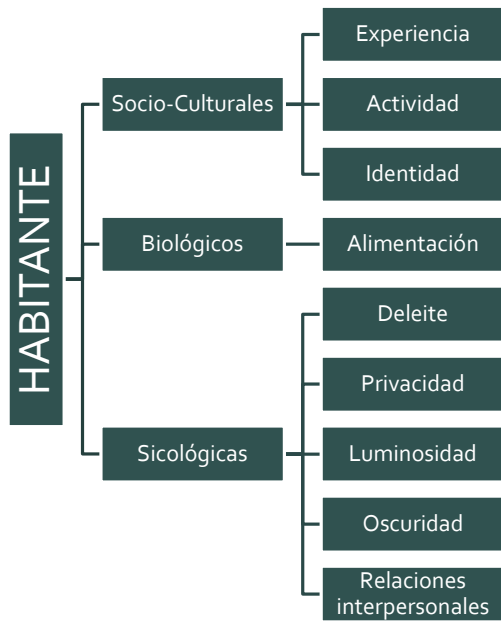 HABITANTE
Socio-Culturales
Experiencia
Actividad
Identidad
Biológicos
Alimentación
Sicológicas
Deleite
Privacidad
Luminosidad
Oscuridad
Relaciones
interpersonales